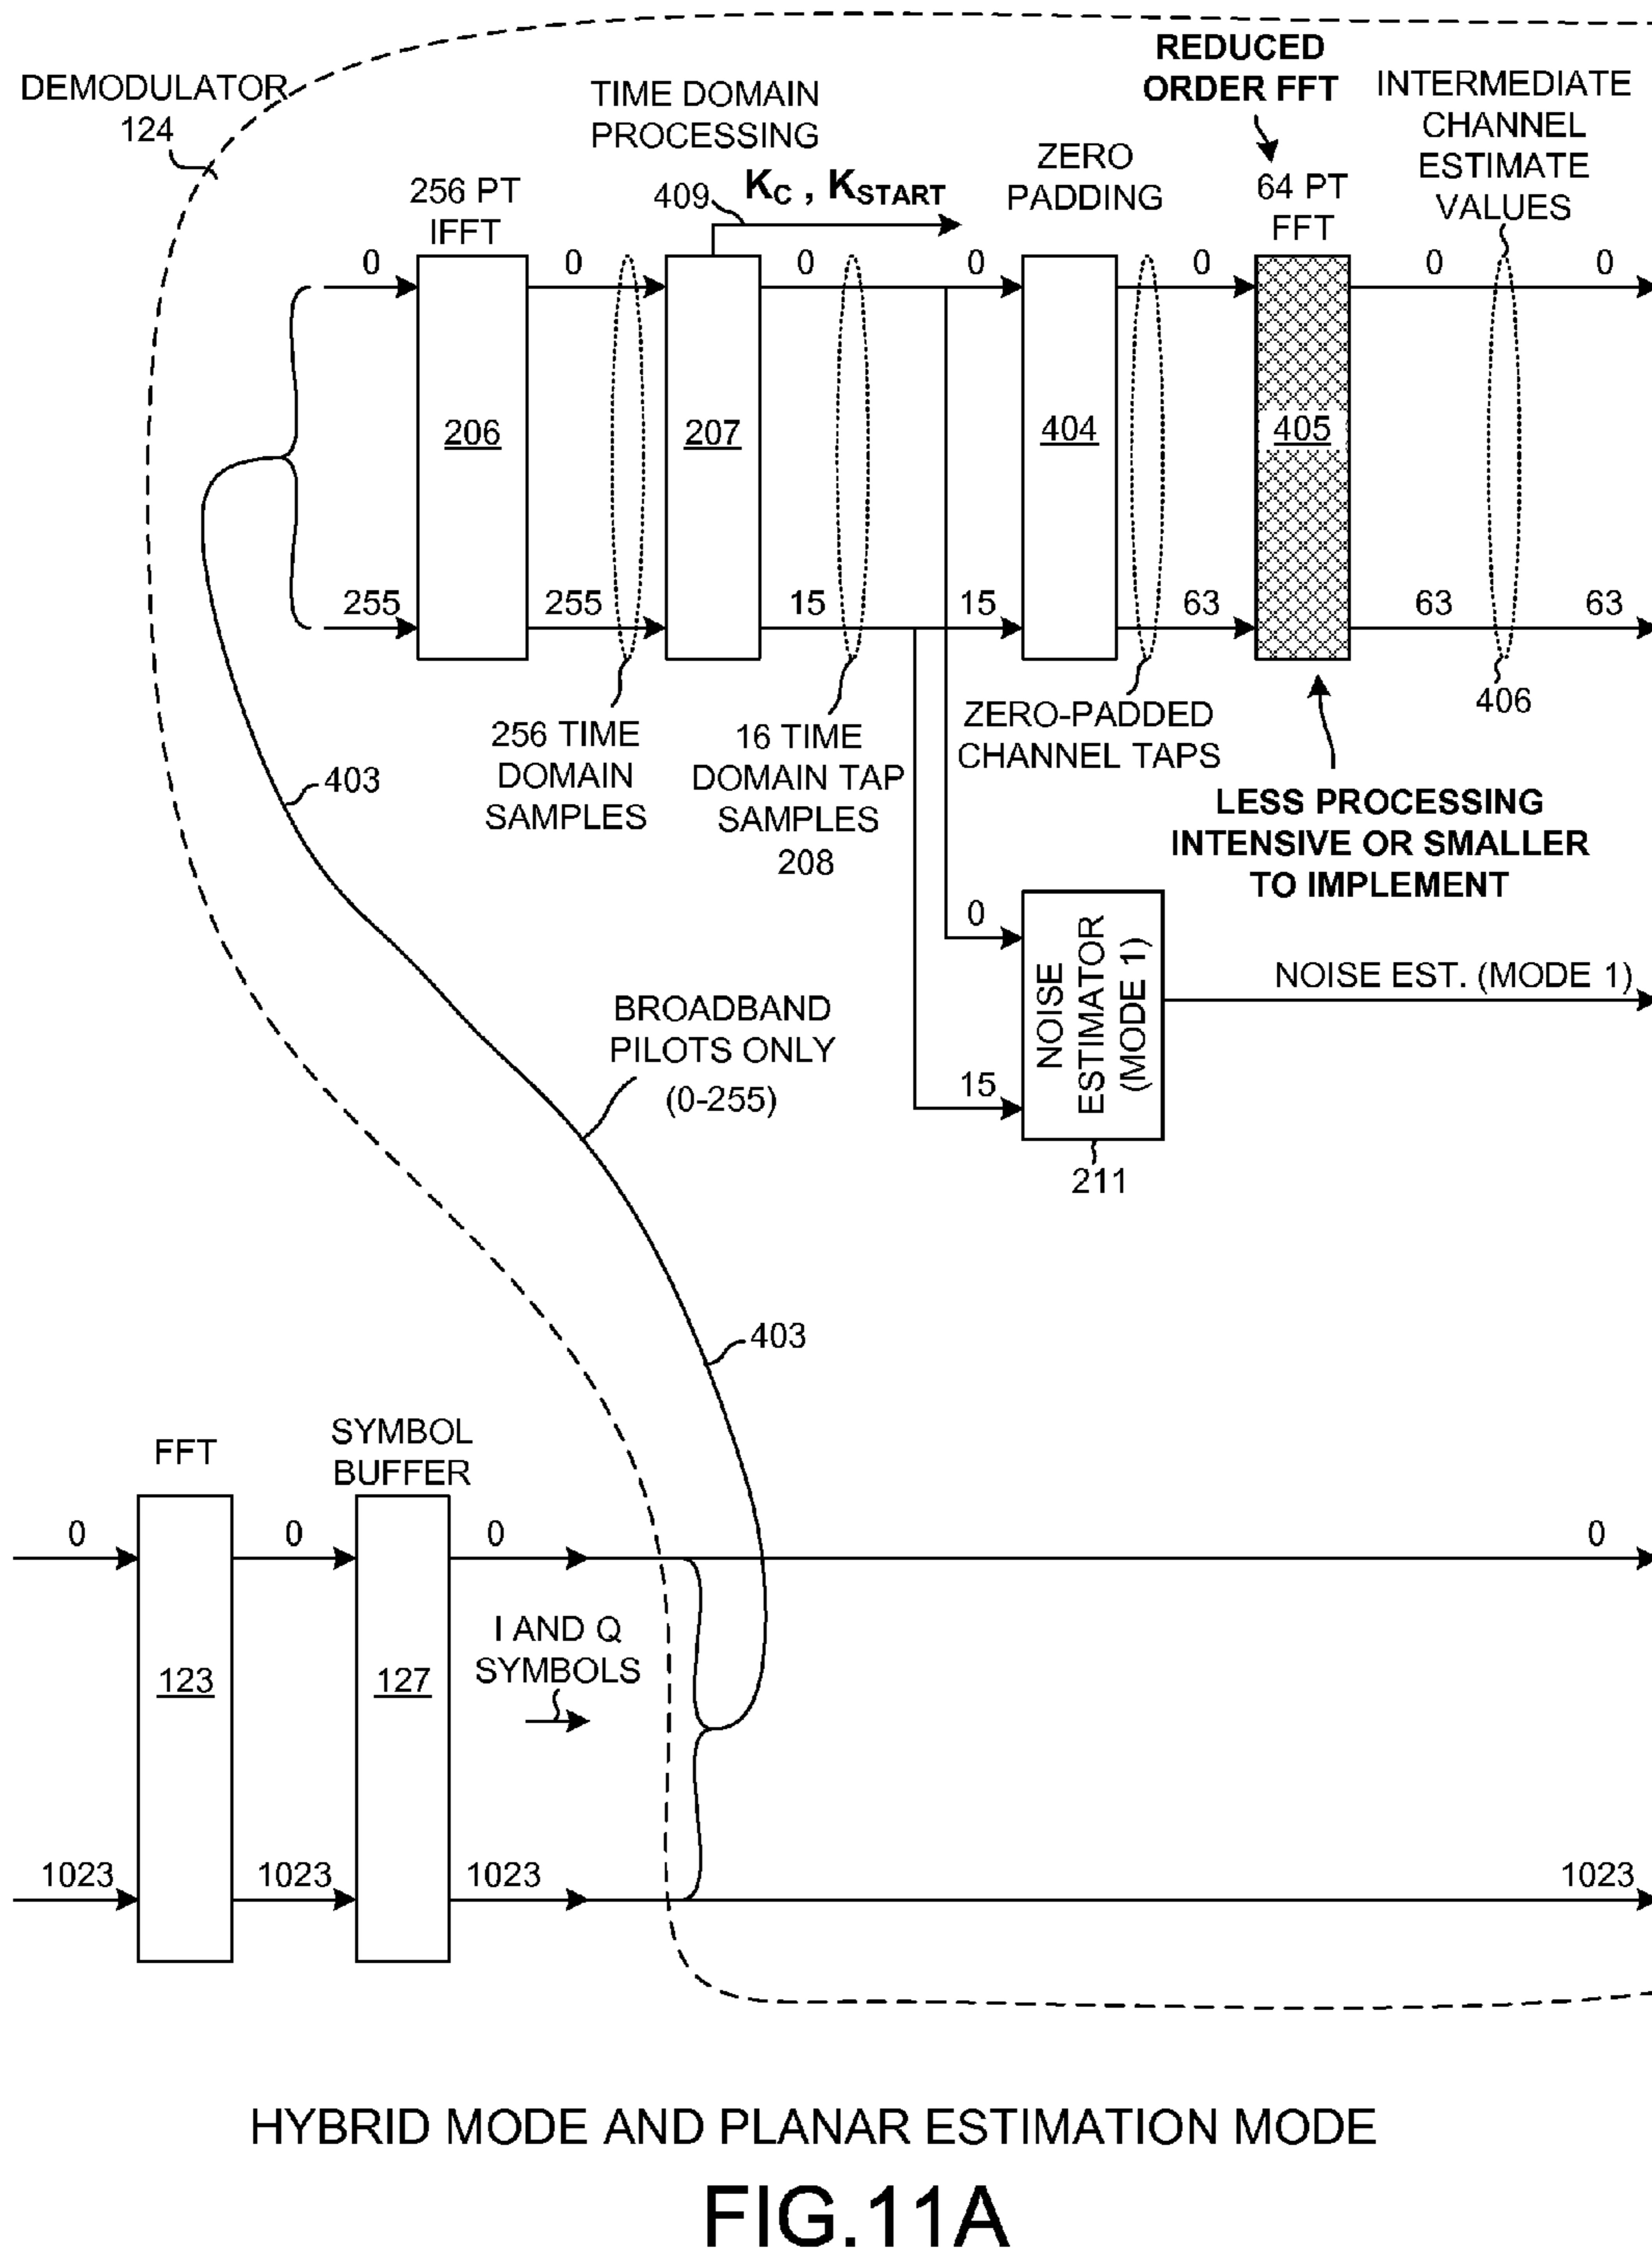 DEMODULATOR
124
TIME DOMAIN
PROCESSING
409
KC , KSTART
256 PT
IFFT
ZERO
PADDING
REDUCED
ORDER FFT
64 PT
FFT
INTERMEDIATE
CHANNEL
ESTIMATE
VALUES
0
0
0
0
0
0
0
206
207
404
405
255
255
15
15
63
63
63
406
256 TIME
DOMAIN
SAMPLES
16 TIME
DOMAIN TAP
SAMPLES
208
ZERO-PADDED
CHANNEL TAPS
LESS PROCESSING
INTENSIVE OR SMALLER
TO IMPLEMENT
403
0
15
NOISE
ESTIMATOR
(MODE 1)
211
NOISE EST. (MODE 1)
BROADBAND
PILOTS ONLY
(0-255)
403
FFT
SYMBOL
BUFFER
0
0
0
0
123
127
I AND Q
SYMBOLS
1023
1023
1023
1023
HYBRID MODE AND PLANAR ESTIMATION MODE
FIG.11A